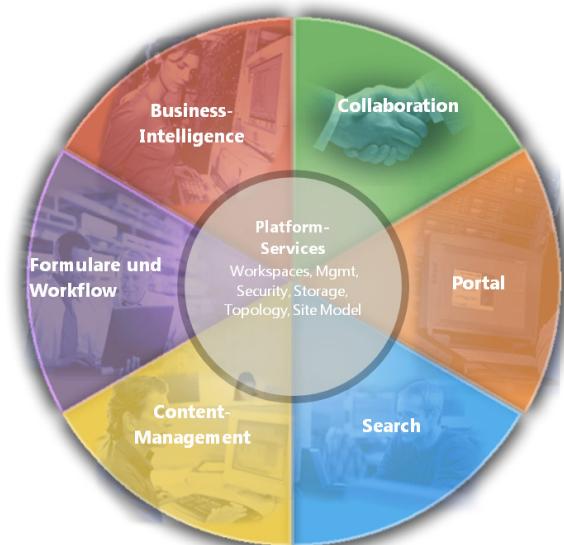 Business-
Intelligence
Collaboration
Platform-
Services
Workspaces, Mgmt,
Security, Storage,
Topology, Site Model
Formulare und
Workflow
Portal
Content-
Management
Search